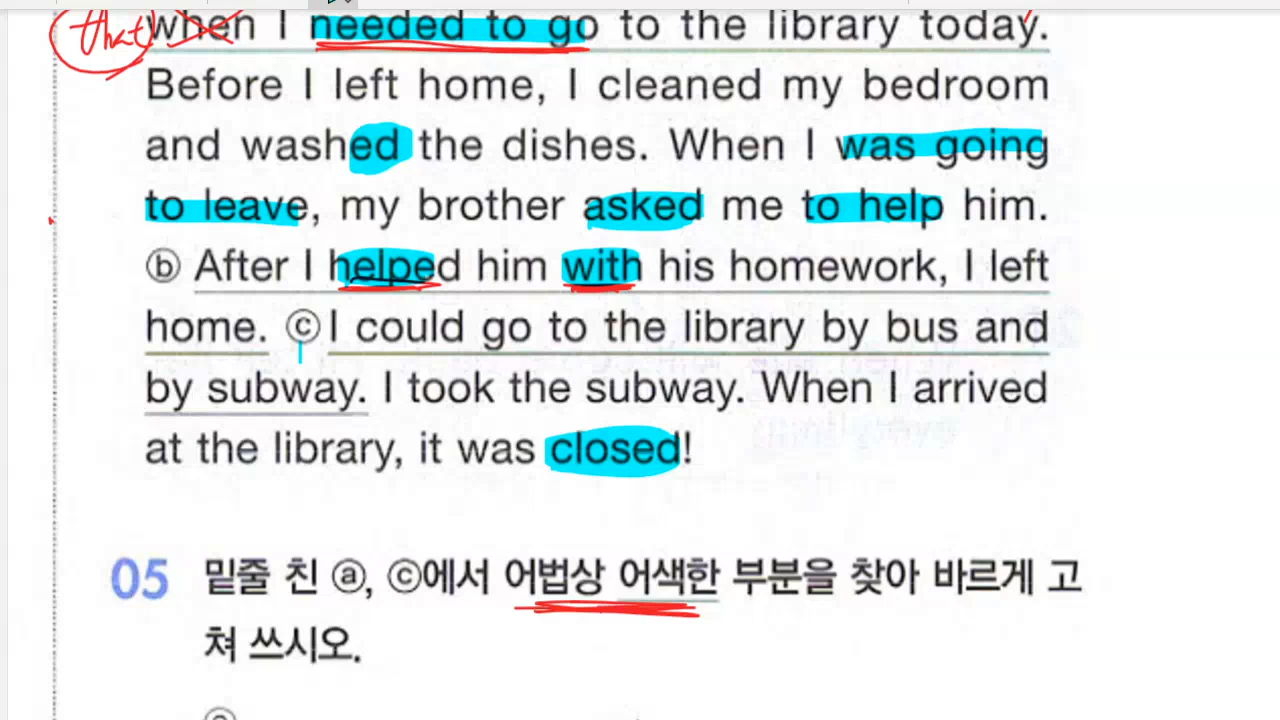 that when I needed to go to the library today.
Before I left home, I cleaned my bedroom
and washed the dishes. When I was going
to leave, my brother asked me to help him.
ⓑ After I helped him with his homework, I left
home. ⓒ I could go to the library by bus and
by subway. I took the subway. When I arrived
at the library, it was closed!
05 밑줄 친 ⓐ, ⓒ에서 어법상 어색한 부분을 찾아 바르게 고
쳐 쓰시오.